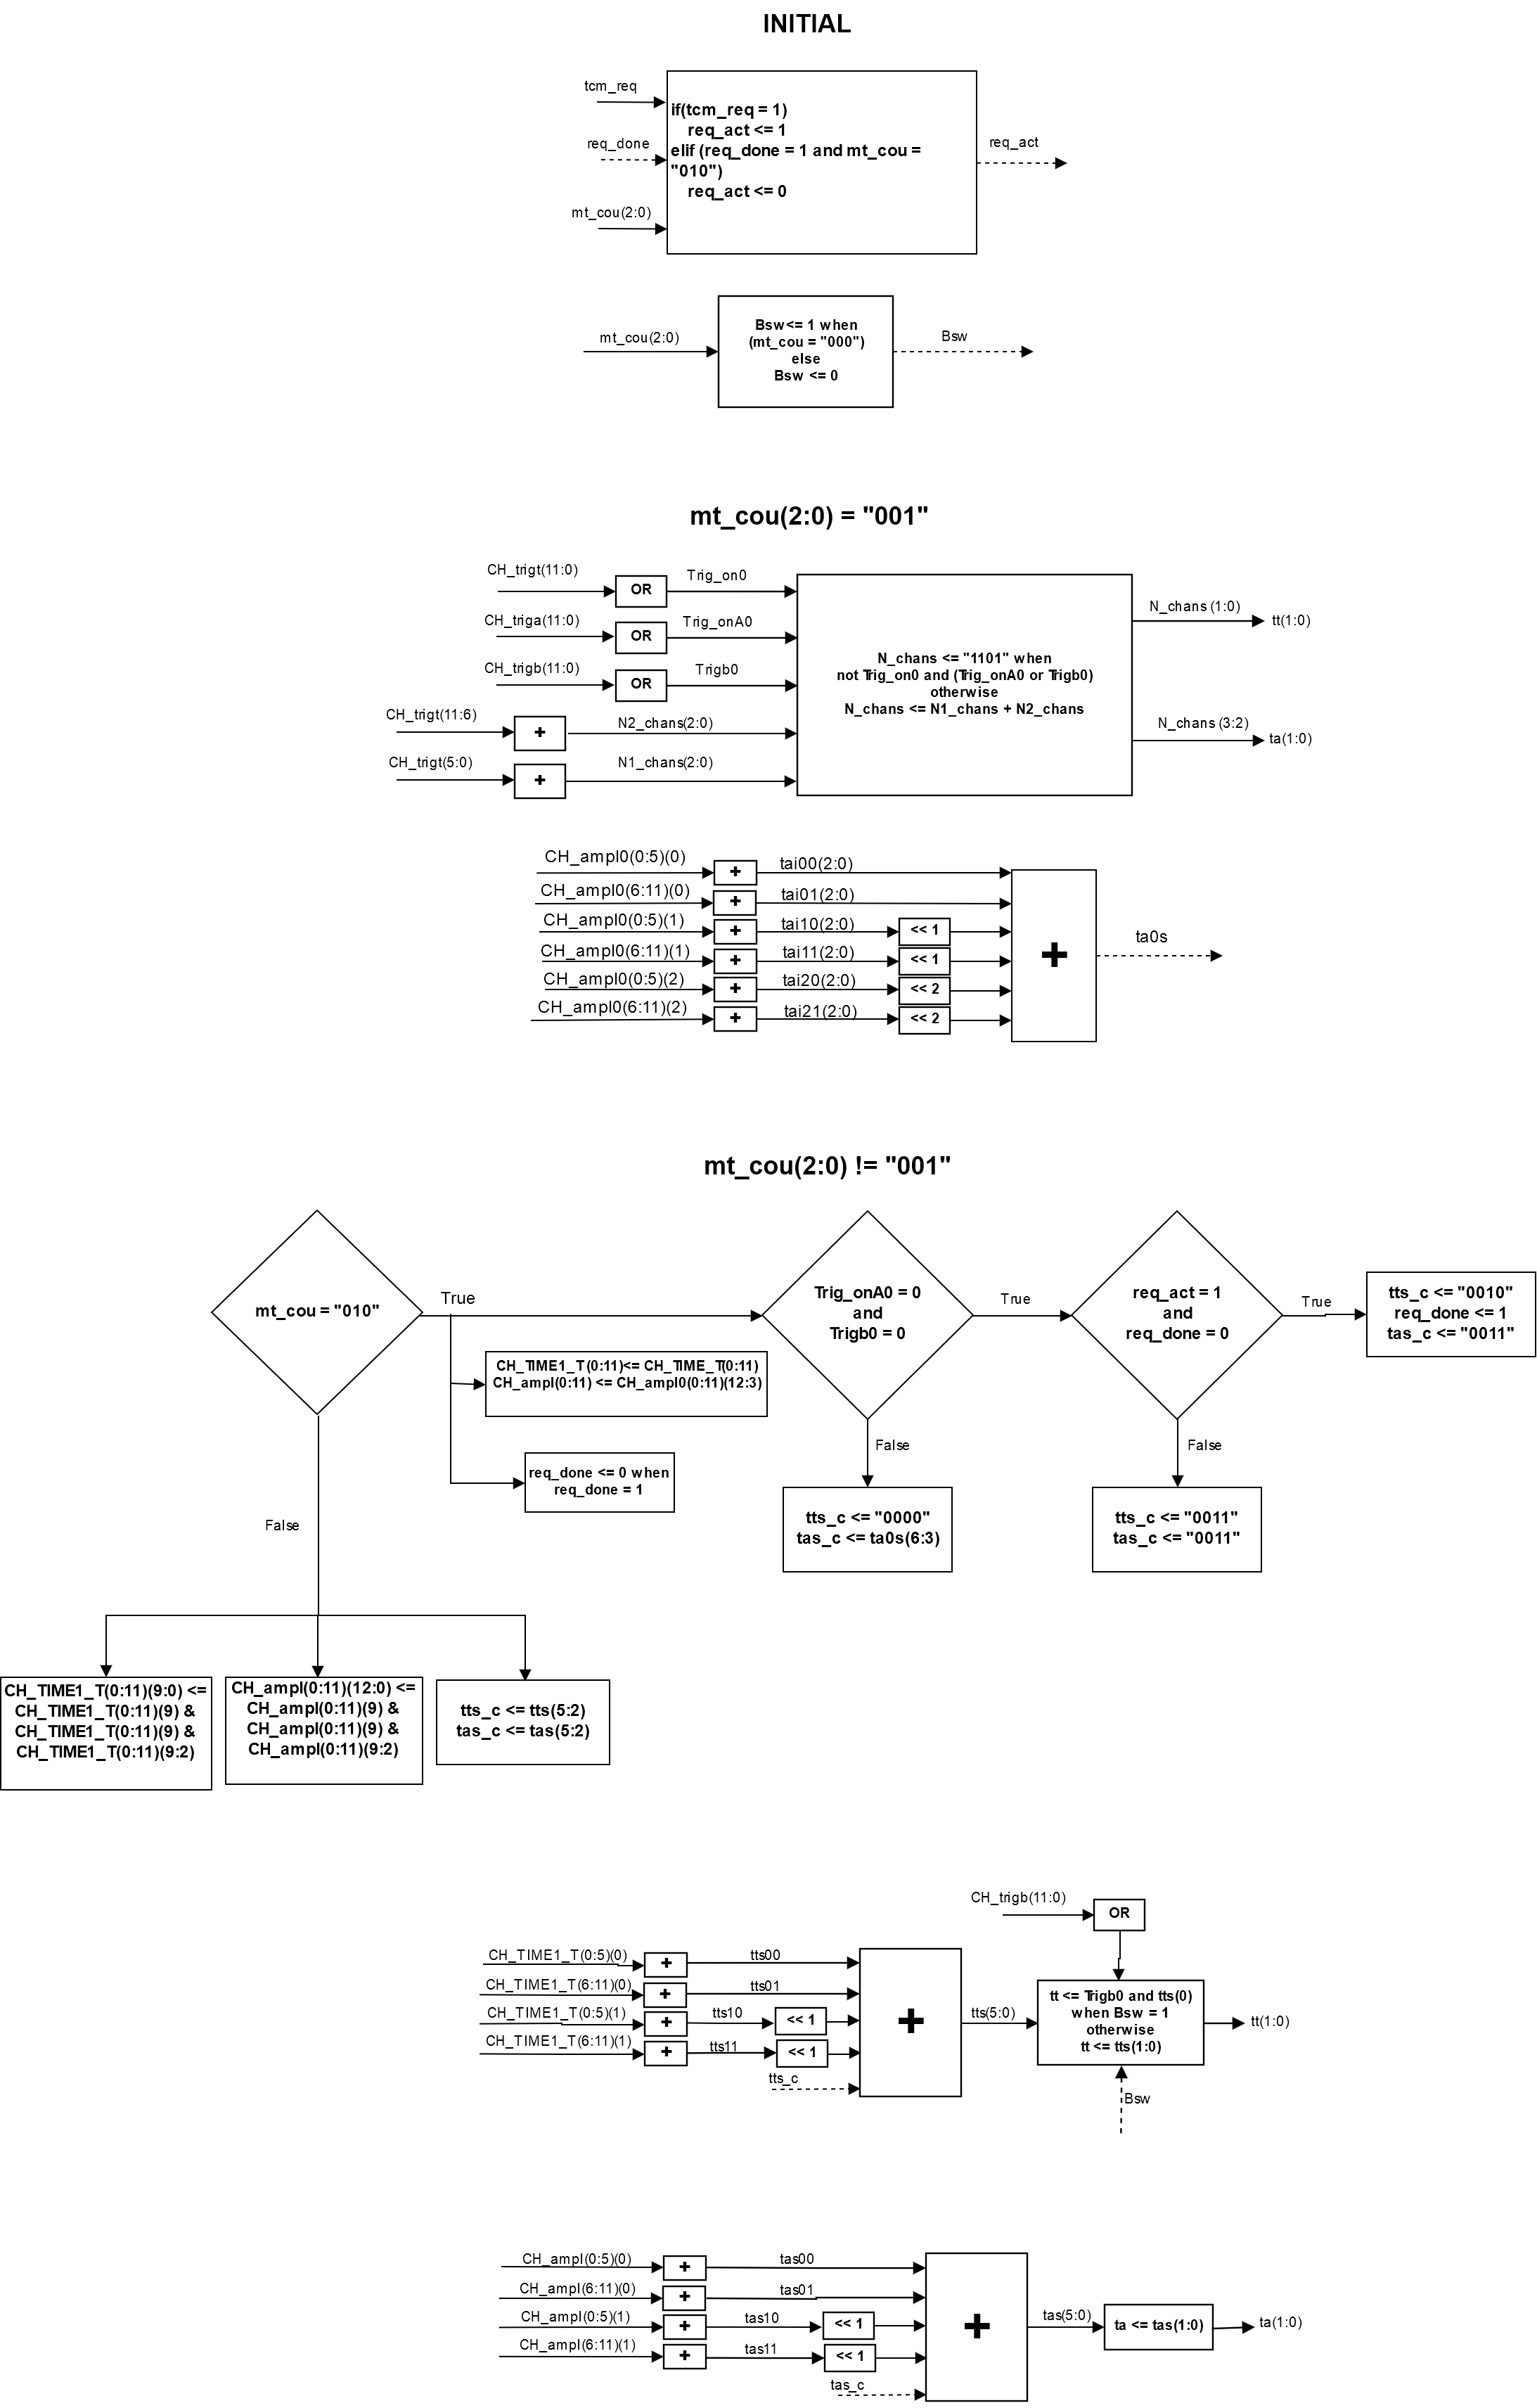 INITIAL
tcm_req
req_done
mt_cou(2:0)
if(tcm_req = 1)
req_act <= 1
elif (req_done = 1 and mt_cou =
"010")
req_act <= 0
req_act
mt_cou(2:0)
Bsw<= 1 when
(mt_cou = "000")
else
Bsw <= 0
Bsw
mt_cou(2:0) = "001"
CH_trigt(11:0)
OR
Trig_on0
CH_triga(11:0)
OR
Trig_onA0
CH_trigb(11:0)
OR
Trigb0
CH_trigt(11:6)
+
N2_chans(2:0)
CH_trigt(5:0)
+
N1_chans(2:0)
N_chans <= "1101" when
not Trig_on0 and (Trig_onA0 or Trigb0)
otherwise
N_chans <= N1_chans + N2_chans
N_chans (1:0)
tt(1:0)
N_chans (3:2)
ta(1:0)
CH_ampl0(0:5)(0)
+
tai00(2:0)
CH_ampl0(6:11)(0)
+
tai01(2:0)
CH_ampl0(0:5)(1)
+
tai10(2:0)
<< 1
CH_ampl0(6:11)(1)
+
tai11(2:0)
<< 1
CH_ampl0(0:5)(2)
+
tai20(2:0)
<< 2
CH_ampl0(6:11)(2)
+
tai21(2:0)
<< 2
+
ta0s
mt_cou(2:0) != "001"
mt_cou = "010"
True
Trig_onA0 = 0
and
Trigb0 = 0
True
req_act = 1
and
req_done = 0
True
tts_c <= "0010"
req_done <= 1
tas_c <= "0011"
CH_TIME1_T (0:11)<= CH_TIME_T(0:11)
CH_ampl(0:11) <= CH_ampl0(0:11)(12:3)
req_done <= 0 when
req_done = 1
False
tts_c <= "0000"
tas_c <= ta0s(6:3)
False
tts_c <= "0011"
tas_c <= "0011"
False
CH_TIME1_T(0:11)(9:0) <=
CH_TIME1_T(0:11)(9) &
CH_TIME1_T(0:11)(9) &
CH_TIME1_T(0:11)(9:2)
CH_ampl(0:11)(12:0) <=
CH_ampl(0:11)(9) &
CH_ampl(0:11)(9) &
CH_ampl(0:11)(9:2)
tts_c <= tts(5:2)
tas_c <= tas(5:2)
CH_trigb(11:0)
OR
CH_TIME1_T(0:5)(0)
+
tts00
CH_TIME1_T(6:11)(0)
+
tts01
CH_TIME1_T(0:5)(1)
+
tts10
<< 1
CH_TIME1_T(6:11)(1)
+
tts11
<< 1
tts_c
+
tts(5:0)
tt <= Trigb0 and tts(0)
when Bsw = 1
otherwise
tt <= tts(1:0)
tt(1:0)
Bsw
CH_ampl(0:5)(0)
+
tas00
CH_ampl(6:11)(0)
+
tas01
CH_ampl(0:5)(1)
+
tas10
<< 1
CH_ampl(6:11)(1)
+
tas11
<< 1
tas_c
+
tas(5:0)
ta <= tas(1:0)
ta(1:0)